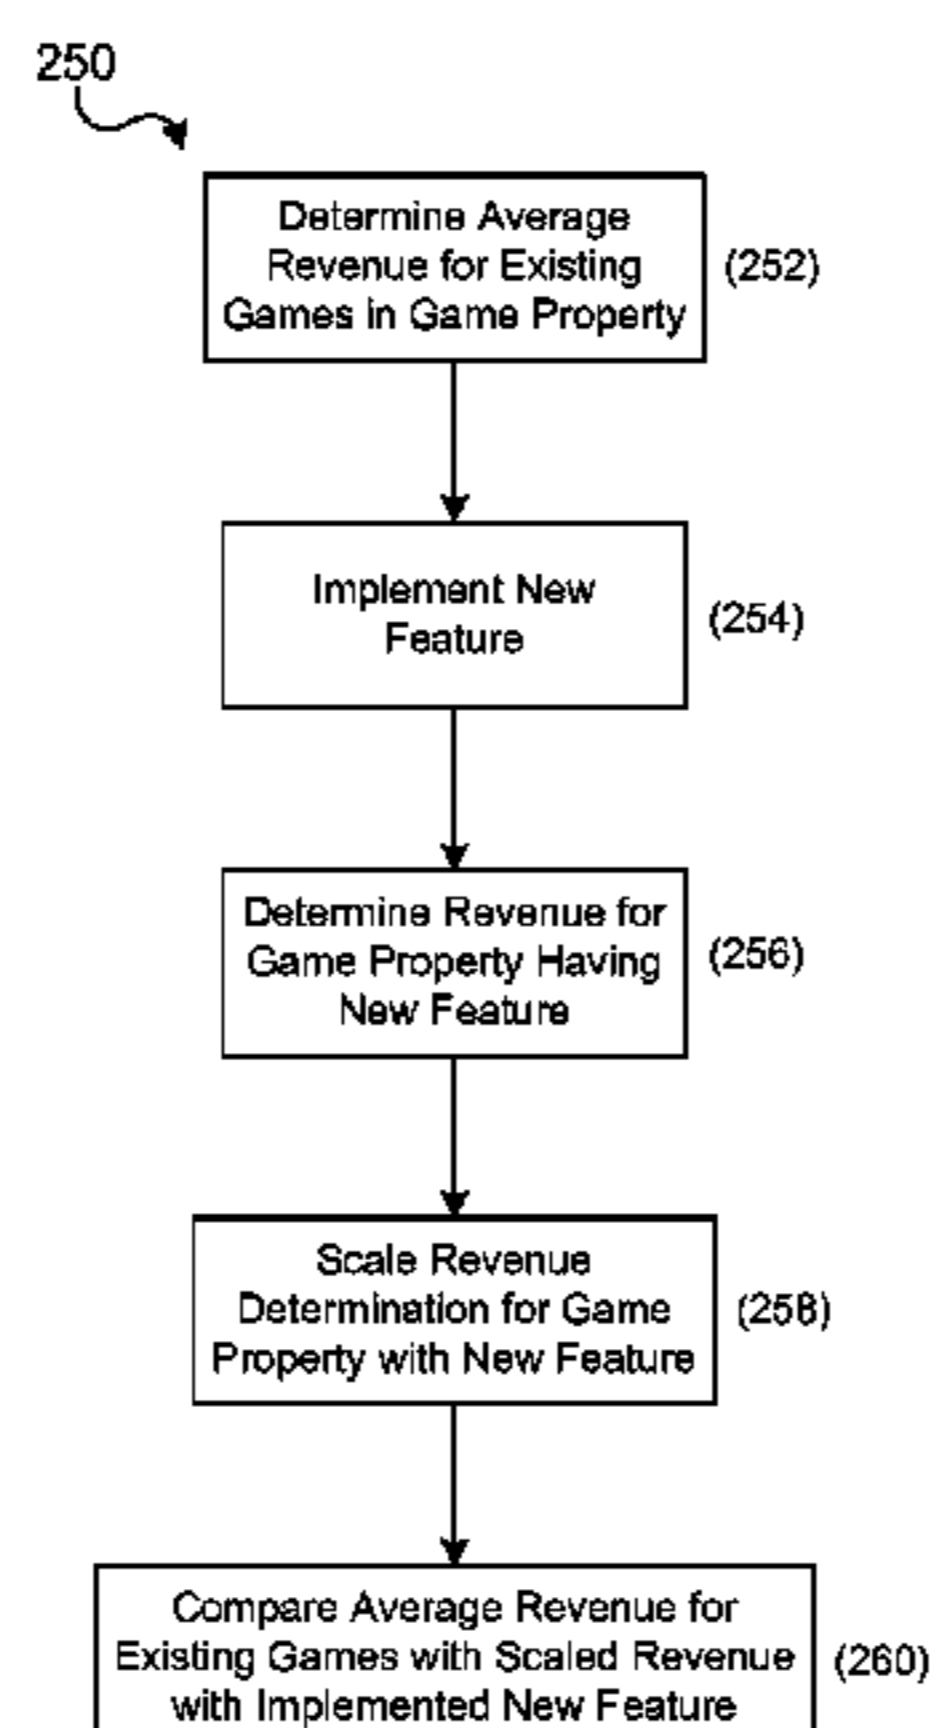 250
Determine Average
Revenue for Existing
Games in Game Property
(252)
Implement New
Feature
(254)
Determine Revenue for
Game Property Having
New Feature
(256)
Scale Revenue
Determination for Game
Property with New Feature
(258)
Compare Average Revenue for
Existing Games with Scaled Revenue
with Implemented New Feature
(260)